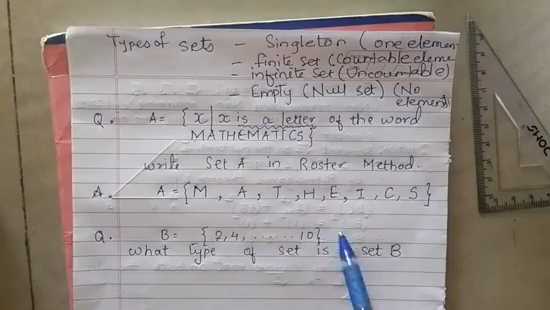 Types of sets - Singleton (one elemen
- finite set (Countable eleme
- infinite set (Uncountable)
- Empty (Null set) (No element
Q. A = {x | x is a letter of the word
MATHEMATICS}
write Set A in Roster Method.
A. A = {M, A, T, H, E, I, C, S}
Q. B = {2, 4, ....... 10}
what type of set is set B